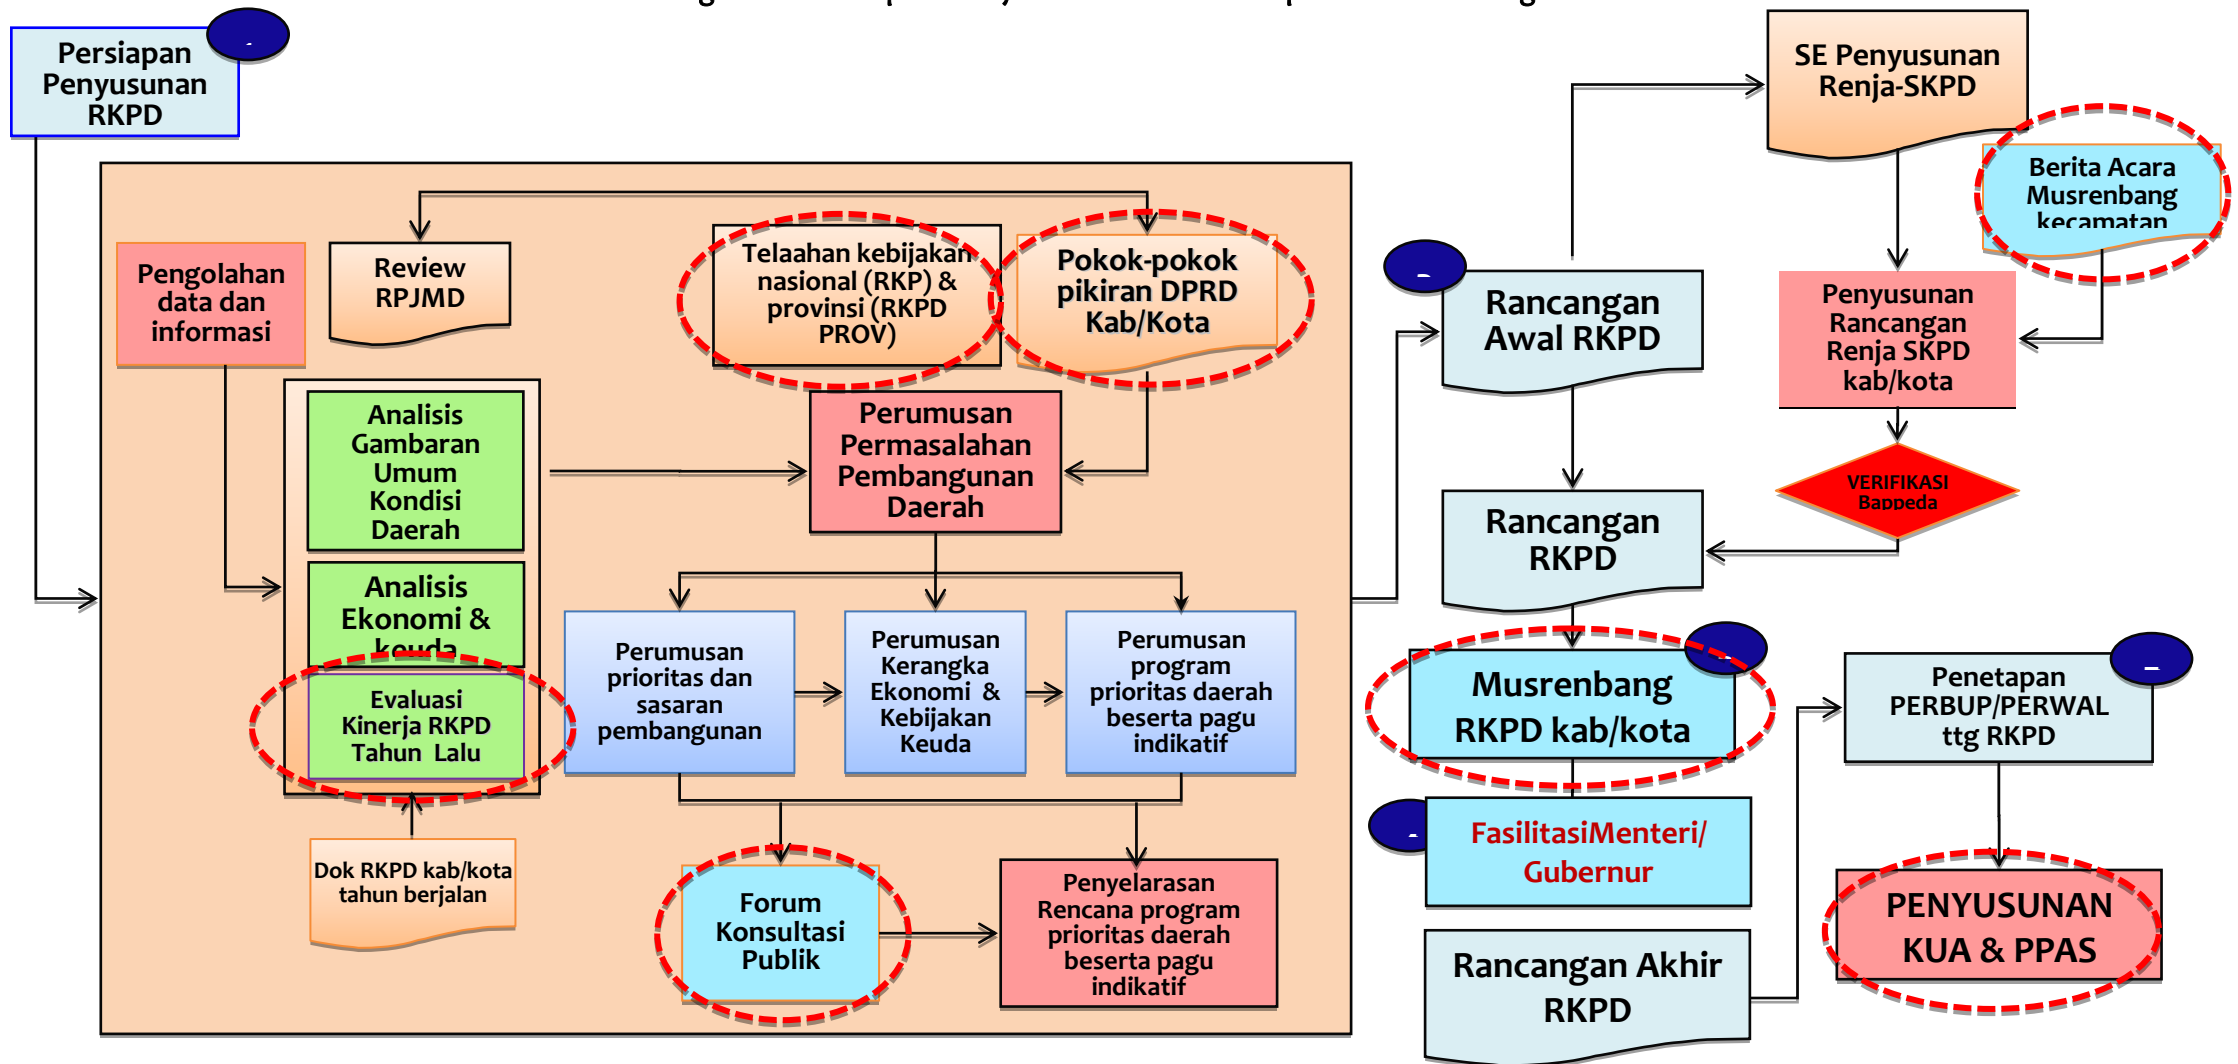 Persiapan
Penyusunan
RKPD
SE Penyusunan
Renja-SKPD
Berita Acara
Musrenbang
kecamatan
Pengolahan
data dan
informasi
Review
RPJMD
Telaahan kebijakan
nasional (RKP) &
provinsi (RKPD
PROV)
Pokok-pokok
pikiran DPRD
Kab/Kota
Rancangan
Awal RKPD
Penyusunan
Rancangan
Renja SKPD
kab/kota
Analisis
Gambaran
Umum
Kondisi
Daerah
Perumusan
Permasalahan
Pembangunan
Daerah
VERIFIKASI
Bappeda
Rancangan
RKPD
Analisis
Ekonomi &
keuda
Evaluasi
Kinerja RKPD
Tahun Lalu
Perumusan
prioritas dan
sasaran
pembangunan
Perumusan
Kerangka
Ekonomi &
Kebijakan
Keuda
Perumusan
program
prioritas daerah
beserta pagu
indikatif
Musrenbang
RKPD kab/kota
Penetapan
PERBUP/PERWAL
ttg RKPD
FasilitasiMenteri/
Gubernur
Dok RKPD kab/kota
tahun berjalan
Forum
Konsultasi
Publik
Penyelarasan
Rencana program
prioritas daerah
beserta pagu
indikatif
PENYUSUNAN
KUA & PPAS
Rancangan Akhir
RKPD